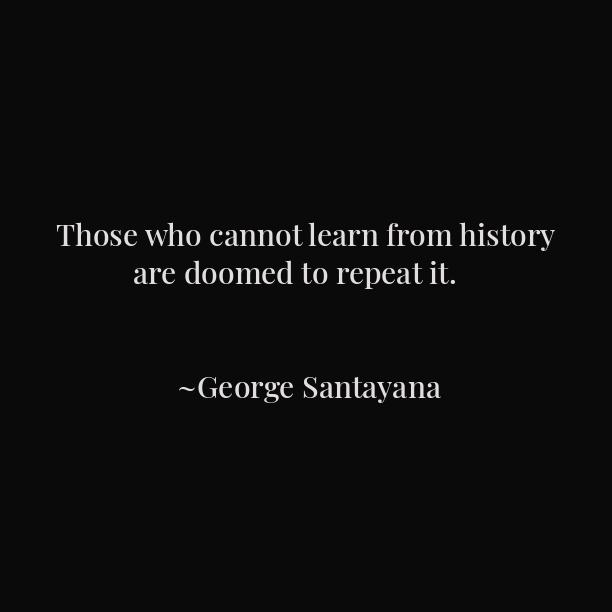 Those who cannot learn from history
are doomed to repeat it.
~George Santayana